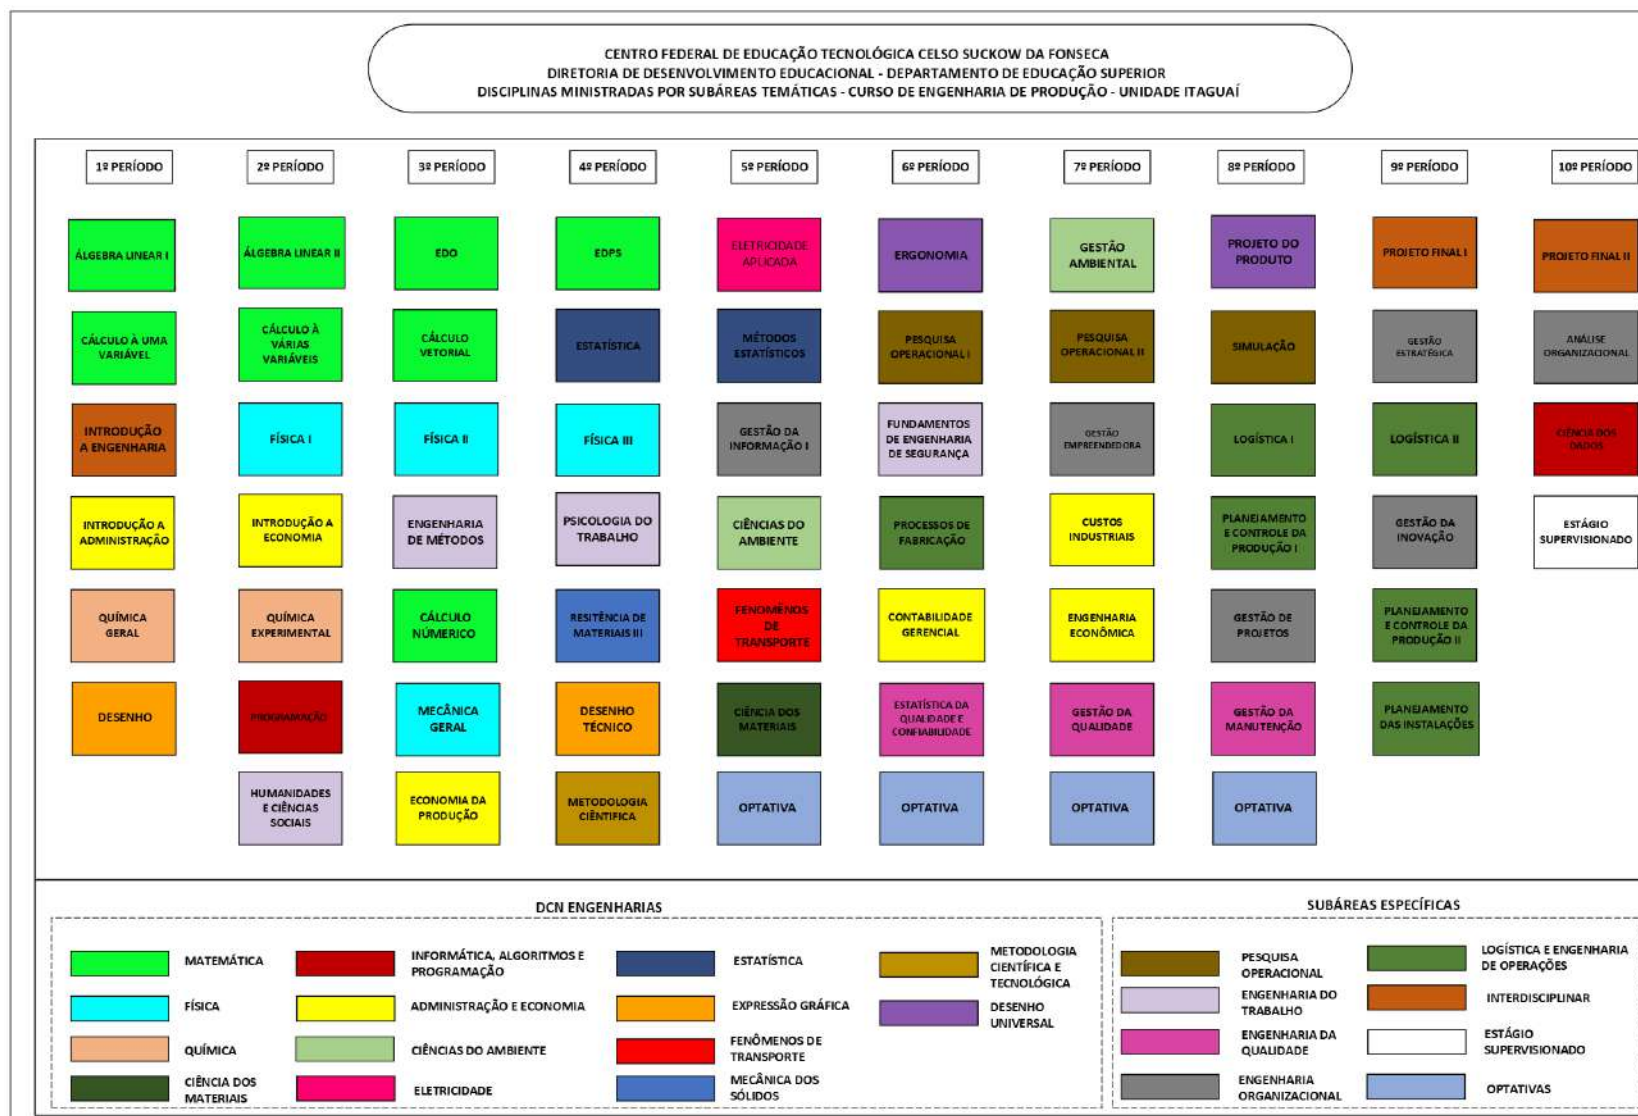 CENTRO FEDERAL DE EDUCAÇÃO TECNOLÓGICA CELSO SUCKOW DA FONSECA
DIRETORIA DE DESENVOLVIMENTO EDUCACIONAL - DEPARTAMENTO DE EDUCAÇÃO SUPERIOR
DISCIPLINAS MINISTRADAS POR SUBÁREAS TEMÁTICAS - CURSO DE ENGENHARIA DE PRODUÇÃO - UNIDADE ITAGUAÍ
1º PERÍODO
2º PERÍODO
3º PERÍODO
4º PERÍODO
5º PERÍODO
6º PERÍODO
7º PERÍODO
8º PERÍODO
9º PERÍODO
10º PERÍODO
ÁLGEBRA LINEAR I
ÁLGEBRA LINEAR II
EDO
EDPS
ELETRICIDADE
APLICADA
ERGONOMIA
GESTÃO
AMBIENTAL
PROJETO DO
PRODUTO
PROJETO FINAL I
PROJETO FINAL II
CÁLCULO À UMA
VARIÁVEL
CÁLCULO À
VÁRIAS
VARIÁVEIS
CÁLCULO
VETORIAL
ESTATÍSTICA
MÉTODOS
ESTATÍSTICOS
PESQUISA
OPERACIONAL I
PESQUISA
OPERACIONAL II
SIMULAÇÃO
GESTÃO
ESTRATÉGICA
ANÁLISE
ORGANIZACIONAL
INTRODUÇÃO
A ENGENHARIA
FÍSICA I
FÍSICA II
FÍSICA III
GESTÃO DA
INFORMAÇÃO I
FUNDAMENTOS
DE ENGENHARIA
DE SEGURANÇA
GESTÃO
EMPREENDEDORA
LOGÍSTICA I
LOGÍSTICA II
CIÊNCIA DOS
DADOS
INTRODUÇÃO A
ADMINISTRAÇÃO
INTRODUÇÃO A
ECONOMIA
ENGENHARIA
DE MÉTODOS
PSICOLOGIA DO
TRABALHO
CIÊNCIAS DO
AMBIENTE
PROCESSOS DE
FABRICAÇÃO
CUSTOS
INDUSTRIAIS
PLANEJAMENTO
E CONTROLE DA
PRODUÇÃO I
GESTÃO DA
INOVAÇÃO
ESTÁGIO
SUPERVISIONADO
QUÍMICA
GERAL
QUÍMICA
EXPERIMENTAL
CÁLCULO
NÚMERICO
RESITÊNCIA DE
MATERIAIS III
FENOMÊNOS
DE
TRANSPORTE
CONTABILIDADE
GERENCIAL
ENGENHARIA
ECONÔMICA
GESTÃO DE
PROJETOS
PLANEJAMENTO
E CONTROLE DA
PRODUÇÃO II
DESENHO
PROGRAMAÇÃO
MECÂNICA
GERAL
DESENHO
TÉCNICO
CIÊNCIA DOS
MATERIAIS
ESTATÍSTICA DA
QUALIDADE E
CONFIABILIDADE
GESTÃO DA
QUALIDADE
GESTÃO DA
MANUTENÇÃO
PLANEJAMENTO
DAS INSTALAÇÕES
HUMANIDADES
E CIÊNCIAS
SOCIAIS
ECONOMIA DA
PRODUÇÃO
METODOLOGIA
CIÊNTIFICA
OPTATIVA
OPTATIVA
OPTATIVA
OPTATIVA
DCN ENGENHARIAS
MATEMÁTICA
INFORMÁTICA, ALGORITMOS E
PROGRAMAÇÃO
ESTATÍSTICA
METODOLOGIA
CIENTÍFICA E
TECNOLÓGICA
FÍSICA
ADMINISTRAÇÃO E ECONOMIA
EXPRESSÃO GRÁFICA
DESENHO
UNIVERSAL
QUÍMICA
CIÊNCIAS DO AMBIENTE
FENÔMENOS DE
TRANSPORTE
CIÊNCIA DOS
MATERIAIS
ELETRICIDADE
MECÂNICA DOS
SÓLIDOS
SUBÁREAS ESPECÍFICAS
PESQUISA
OPERACIONAL
LOGÍSTICA E ENGENHARIA
DE OPERAÇÕES
ENGENHARIA DO
TRABALHO
INTERDISCIPLINAR
ENGENHARIA DA
QUALIDADE
ESTÁGIO
SUPERVISIONADO
ENGENHARIA
ORGANIZACIONAL
OPTATIVAS